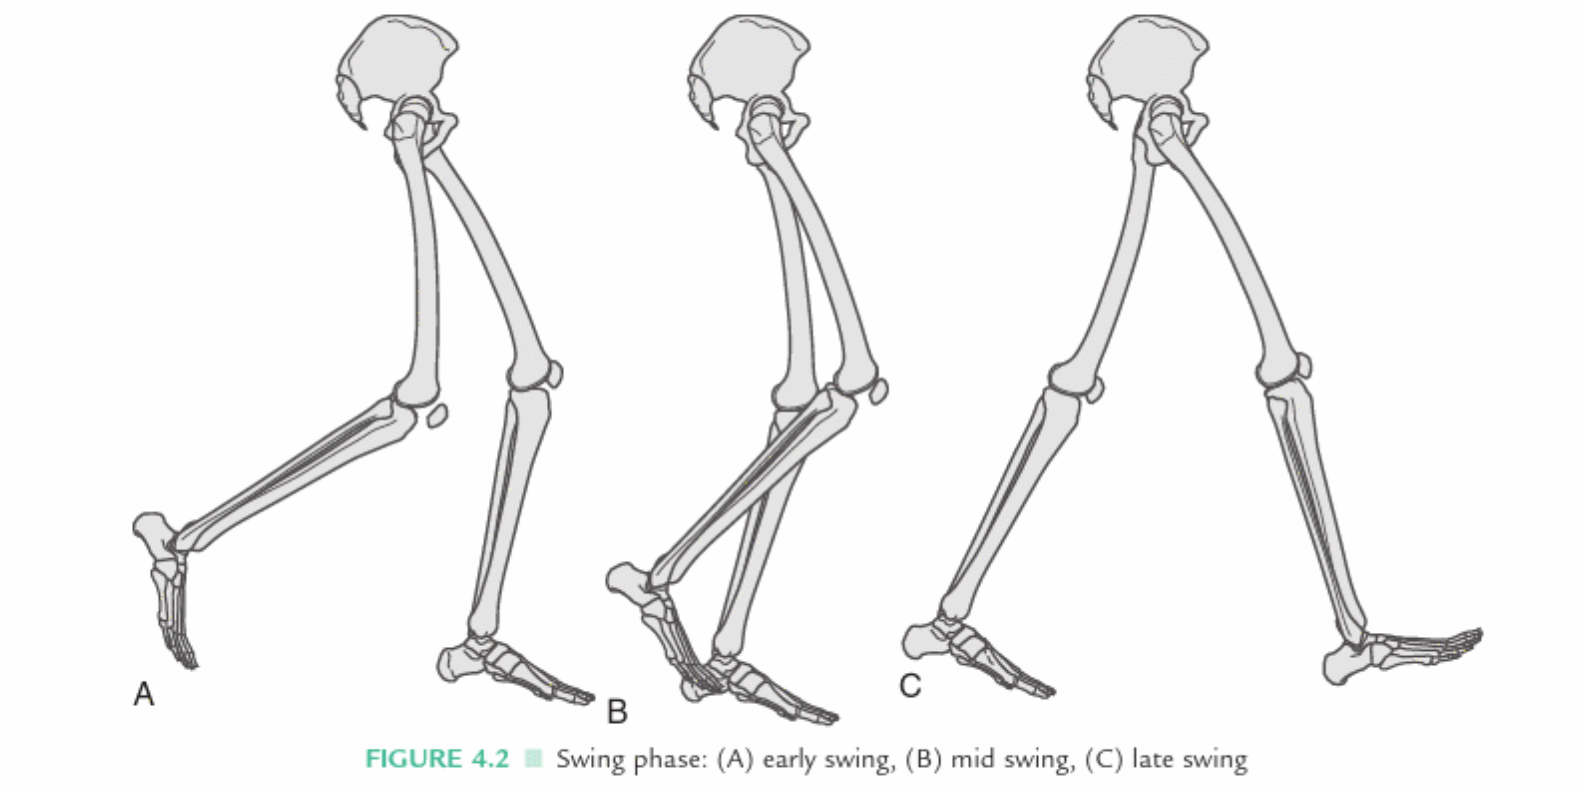 A
B
C
FIGURE 4.2 Swing phase: (A) early swing, (B) mid swing, (C) late swing